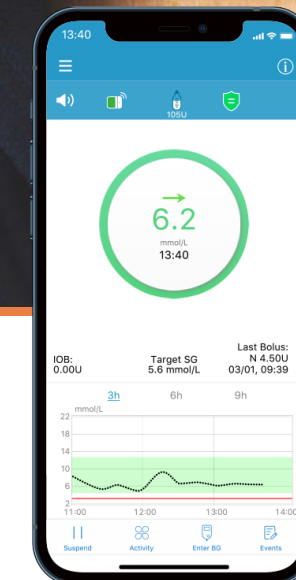 13:40
105U
6.2
mmol/L
13:40
IOB:
0.00U
Target SG
5.6 mmol/L
Last Bolus:
N 4.50U
03/01, 09:39
3h 6h 9h
mmol/L
22
18
14
10
6
2
11:00 12:00 13:00 14:00
Suspend Activity Enter BG Events